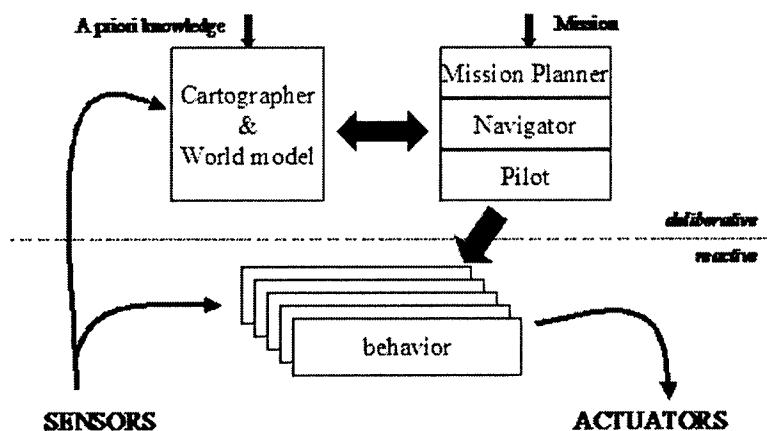 A priori knowledge
Mission
Cartographer
&
World model
Mission Planner
Navigator
Pilot
deliberative
reactive
behavior
SENSORS
ACTUATORS